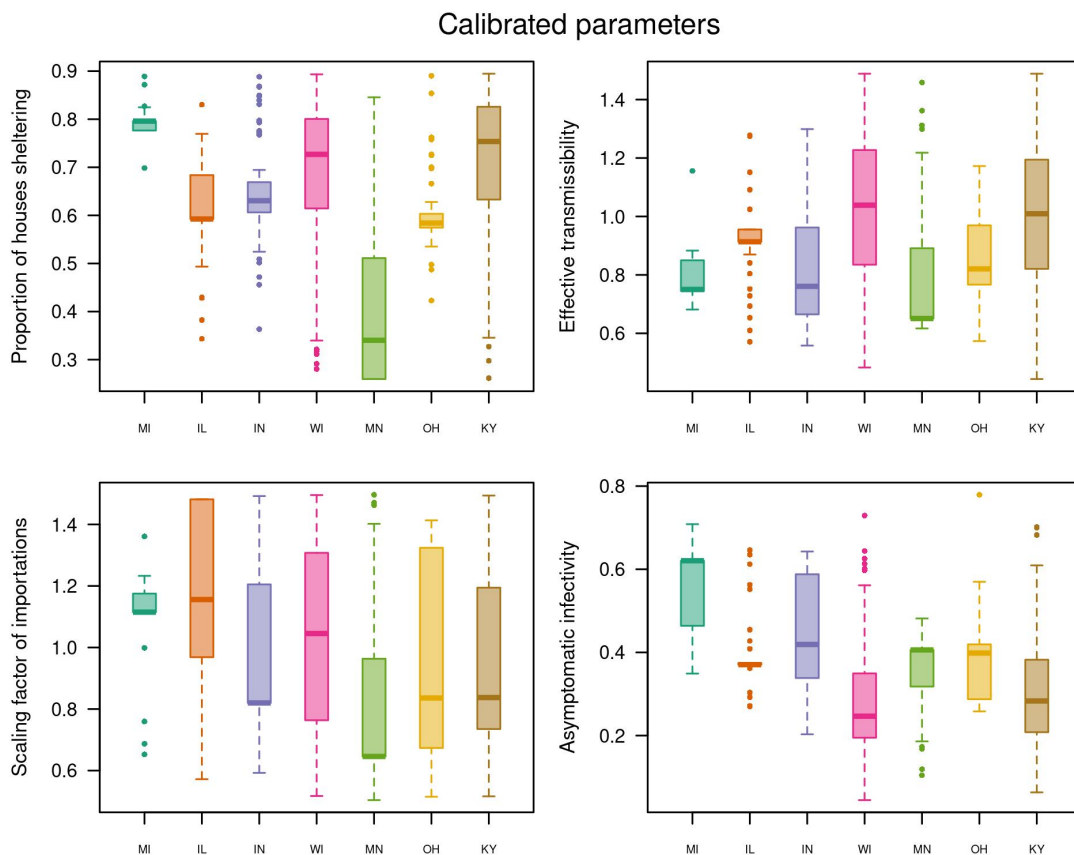 Calibrated parameters
Proportion of houses sheltering
0.9
0.8
0.7
0.6
0.5
0.4
0.3
MI IL IN WI MN OH KY
Effective transmissibility
1.4
1.2
1.0
0.8
0.6
MI IL IN WI MN OH KY
Scaling factor of importations
1.4
1.2
1.0
0.8
0.6
MI IL IN WI MN OH KY
Asymptomatic infectivity
0.8
0.6
0.4
0.2
MI IL IN WI MN OH KY